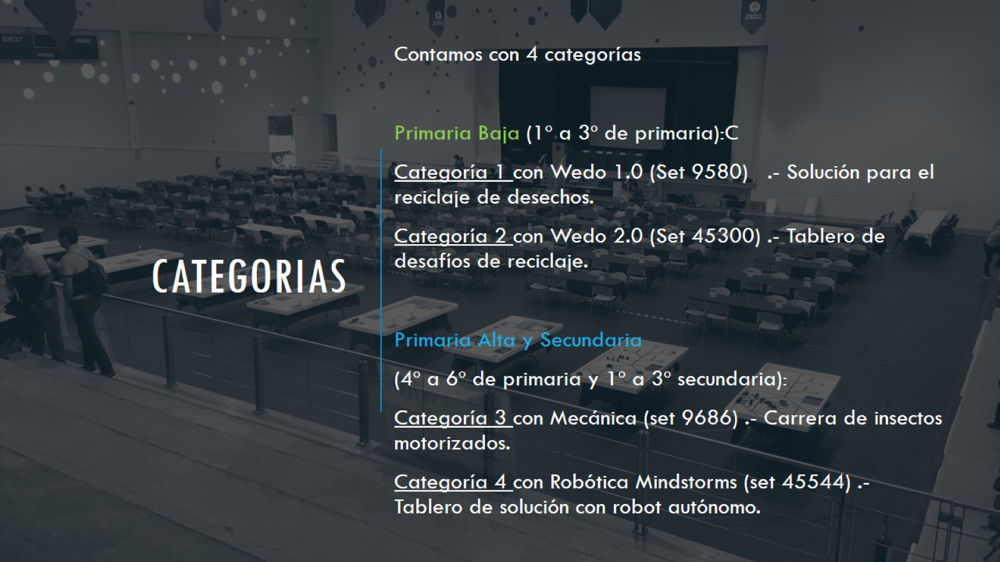 GUEST
HOME
PERIOD
Contamos con 4 categorías
Primaria Baja (1° a 3° de primaria):C
Categoría 1 con Wedo 1.0 (Set 9580)   .- Solución para el
reciclaje de desechos.
Categoría 2 con Wedo 2.0 (Set 45300) .- Tablero de
desafíos de reciclaje.
CATEGORIAS
Primaria Alta y Secundaria
(4° a 6° de primaria y 1° a 3° secundaria):
Categoría 3 con Mecánica (set 9686) .- Carrera de insectos
motorizados.
Categoría 4 con Robótica Mindstorms (set 45544) .-
Tablero de solución con robot autónomo.